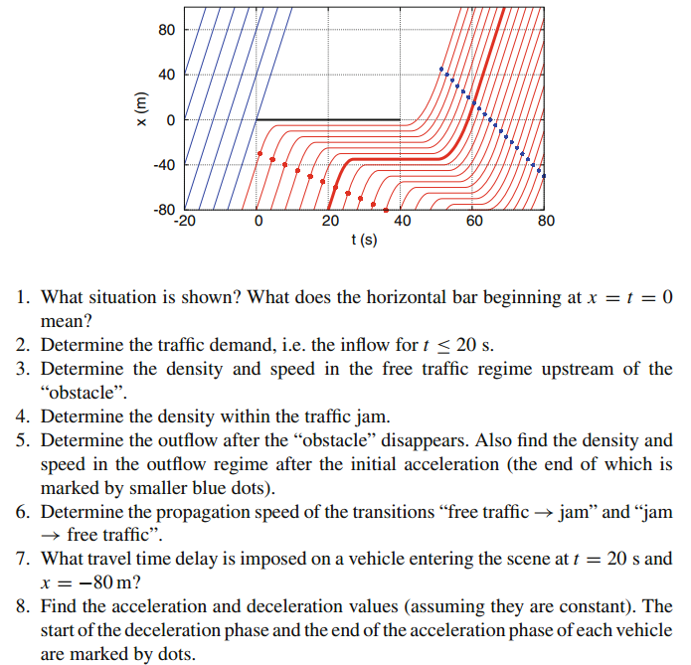 80
40
x (m)
0
-40
-80
-20 0 20 40 60 80
t (s)
1. What situation is shown? What does the horizontal bar beginning at x = t = 0
mean?
2. Determine the traffic demand, i.e. the inflow for t ≤ 20 s.
3. Determine the density and speed in the free traffic regime upstream of the
“obstacle”.
4. Determine the density within the traffic jam.
5. Determine the outflow after the “obstacle” disappears. Also find the density and
speed in the outflow regime after the initial acceleration (the end of which is
marked by smaller blue dots).
6. Determine the propagation speed of the transitions “free traffic → jam” and “jam
→ free traffic”.
7. What travel time delay is imposed on a vehicle entering the scene at t = 20 s and
x = −80 m?
8. Find the acceleration and deceleration values (assuming they are constant). The
start of the deceleration phase and the end of the acceleration phase of each vehicle
are marked by dots.